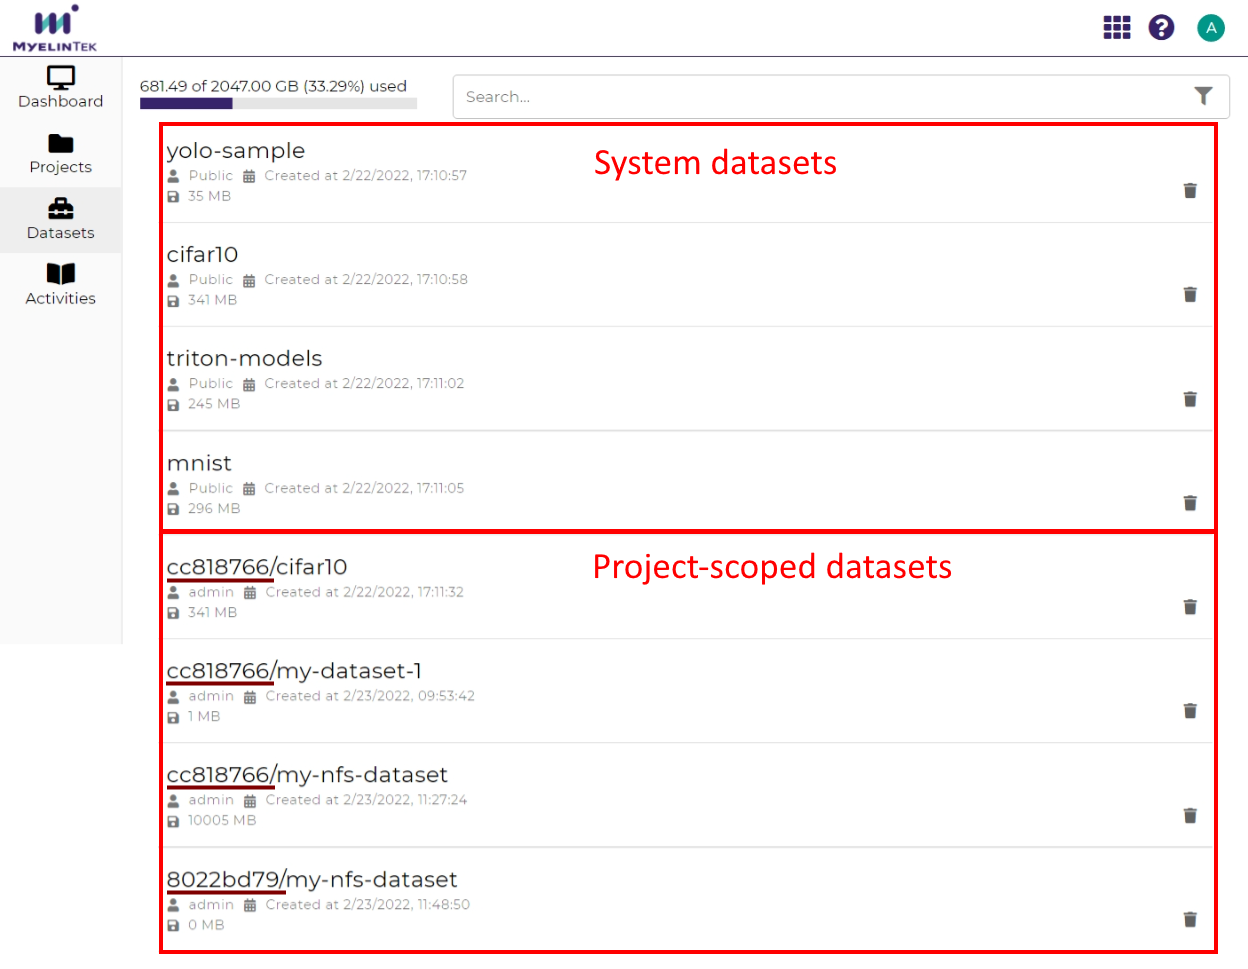 MYELINTEK
A
Dashboard
Projects
Datasets
Activities
681.49 of 2047.00 GB (33.29%) used
Search...
System datasets
yolo-sample
Public Created at 2/22/2022, 17:10:57
35 MB
cifar10
Public Created at 2/22/2022, 17:10:58
341 MB
triton-models
Public Created at 2/22/2022, 17:11:02
245 MB
mnist
Public Created at 2/22/2022, 17:11:05
296 MB
Project-scoped datasets
cc818766/cifar10
admin Created at 2/22/2022, 17:11:32
341 MB
cc818766/my-dataset-1
admin Created at 2/23/2022, 09:53:42
1 MB
cc818766/my-nfs-dataset
admin Created at 2/23/2022, 11:27:24
10005 MB
8022bd79/my-nfs-dataset
admin Created at 2/23/2022, 11:48:50
0 MB